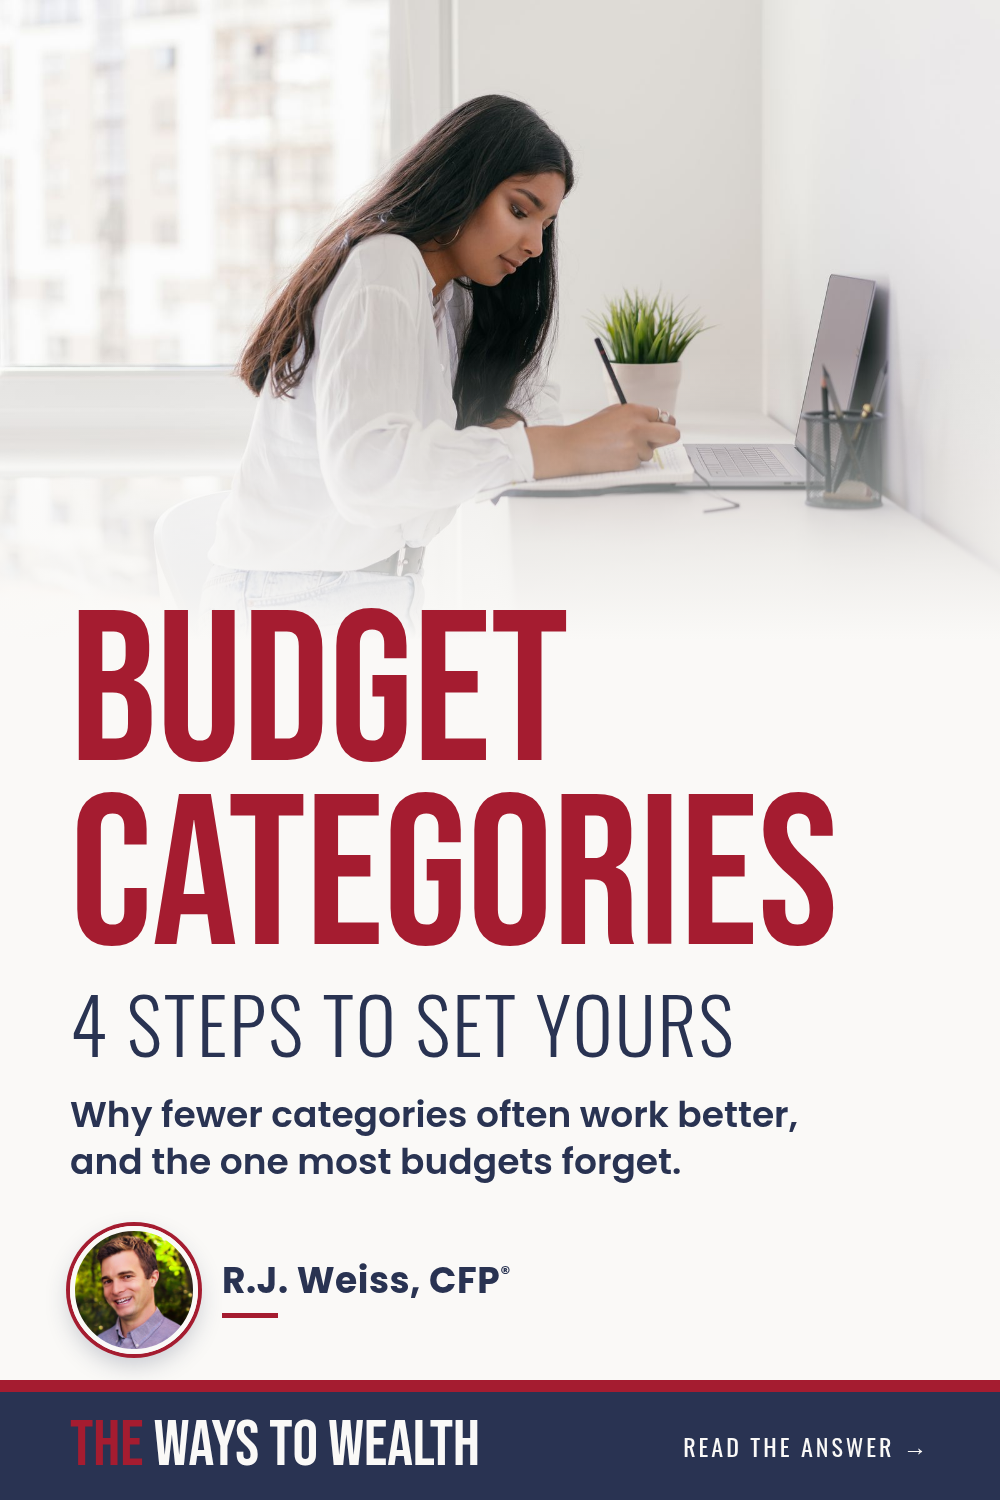 BUDGET
CATEGORIES
4 STEPS TO SET YOURS
Why fewer categories often work better,
and the one most budgets forget.
R.J. Weiss, CFP®
THE WAYS TO WEALTH
READ THE ANSWER →